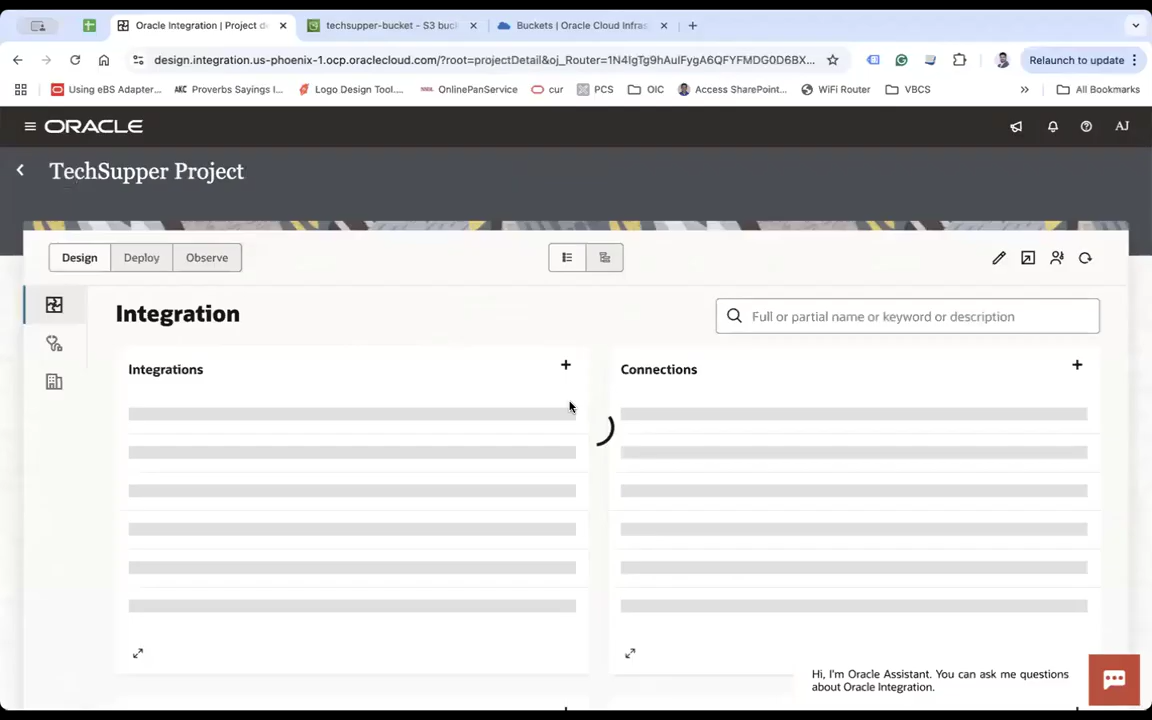 Oracle Integration | Project d
techsupper-bucket - S3 buc
Buckets | Oracle Cloud Infras
design.integration.us-phoenix-1.ocp.oraclecloud.com/?root=projectDetail&oj_Router=1N4IgTg9hAuIFygA6QFYFMDG0D6BX...
Relaunch to update
Using eBS Adapter...
Proverbs Sayings I...
Logo Design Tool....
OnlinePanService
cur
PCS
OIC
Access SharePoint...
WiFi Router
VBCS
All Bookmarks
ORACLE
AJ
TechSupper Project
Design
Deploy
Observe
Integration
Full or partial name or keyword or description
Integrations
Connections
Hi, I'm Oracle Assistant. You can ask me questions
about Oracle Integration.